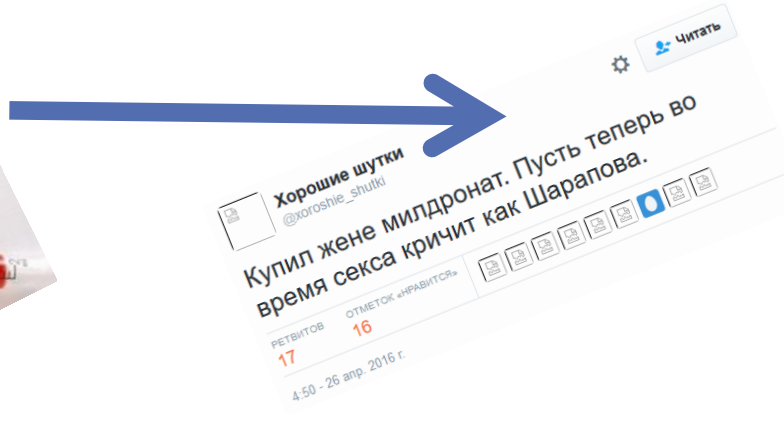 Читать
Хорошие шутки
@xoroshie_shutki
Купил жене милдронат. Пусть теперь во
время секса кричит как Шарапова.
РЕТВИТОВ
17
ОТМЕТОК «НРАВИТСЯ»
16
4:50 - 26 апр. 2016 г.